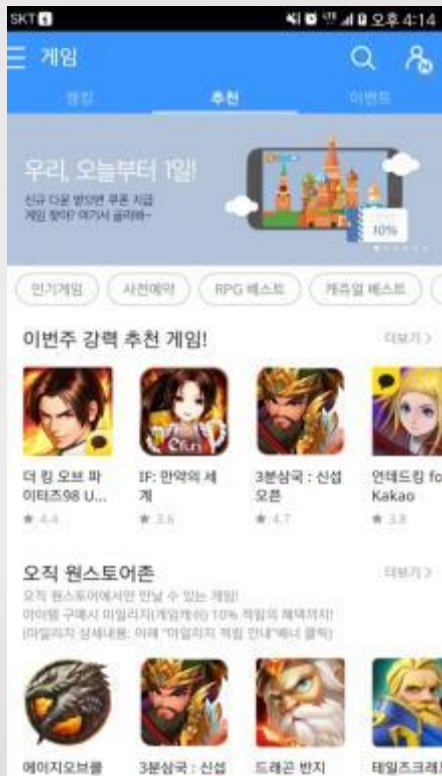 SKT
오후 4:14
게임
랭킹 추천 이벤트
우리, 오늘부터 1일!
신규 다운 받으면 쿠폰 지급
게임 찾아? 여기서 골라봐~
10%
인기게임 사전예약 RPG 베스트 캐쥬얼 베스트
이번주 강력 추천 게임! 더보기 >
더 킹 오브 파 IF: 만약의 세 3분삼국 : 신섭 언데드킹 fo
이터즈98 U... 계 오픈 Kakao
★ 4.4 ★ 3.6 ★ 4.7 ★ 3.8
오직 원스토어존 더보기 >
오직 원스토어에서만 만날 수 있는 게임!
아이템 구매시 마일리지(게임캐쉬) 10% 적립의 혜택까지!
(마일리지 상세내용: 아래 "마일리지 적립 안내"배너 클릭)
에이지오브쿨 3분삼국 : 신섭 드래곤 반지 테일즈크래